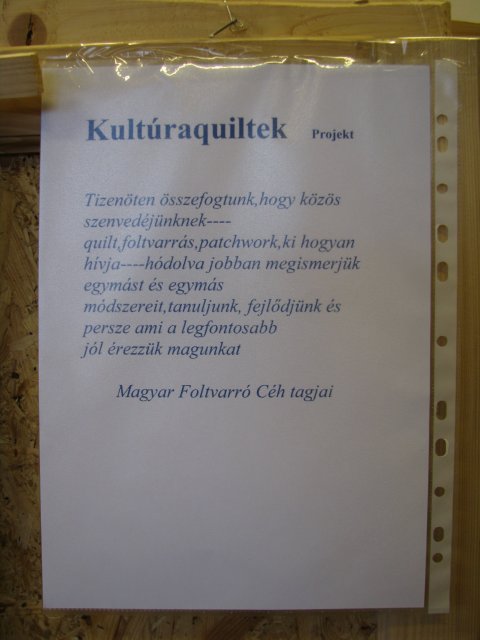 Kultúraquiltek Projekt
Tizenöten összefogtunk,hogy közös
szenvedéjünknek----
quilt,foltvarrás,patchwork,ki hogyan
hívja----hódolva jobban megismerjük
egymást és egymás
módszereit,tanuljunk, fejlődjünk és
persze ami a legfontosabb
jól érezzük magunkat
Magyar Foltvarró Céh tagjai